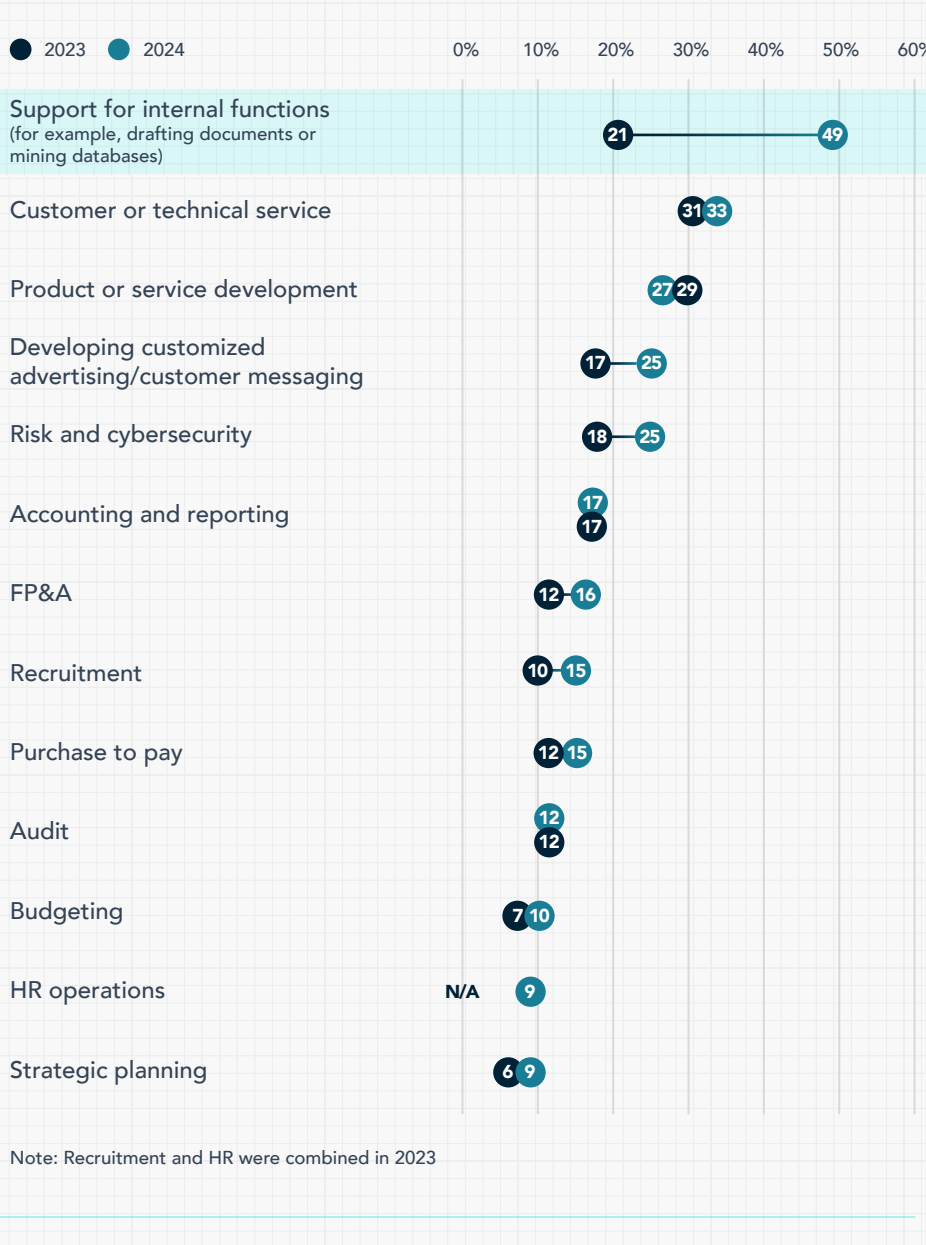 2023 2024 0% 10% 20% 30% 40% 50% 60%
Support for internal functions
(for example, drafting documents or
mining databases)
21 49
Customer or technical service
31 33
Product or service development
27 29
Developing customized
advertising/customer messaging
17 25
Risk and cybersecurity
18 25
Accounting and reporting
17
17
FP&A
12 16
Recruitment
10 15
Purchase to pay
12 15
Audit
12
12
Budgeting
7 10
HR operations
N/A 9
Strategic planning
6 9
Note: Recruitment and HR were combined in 2023